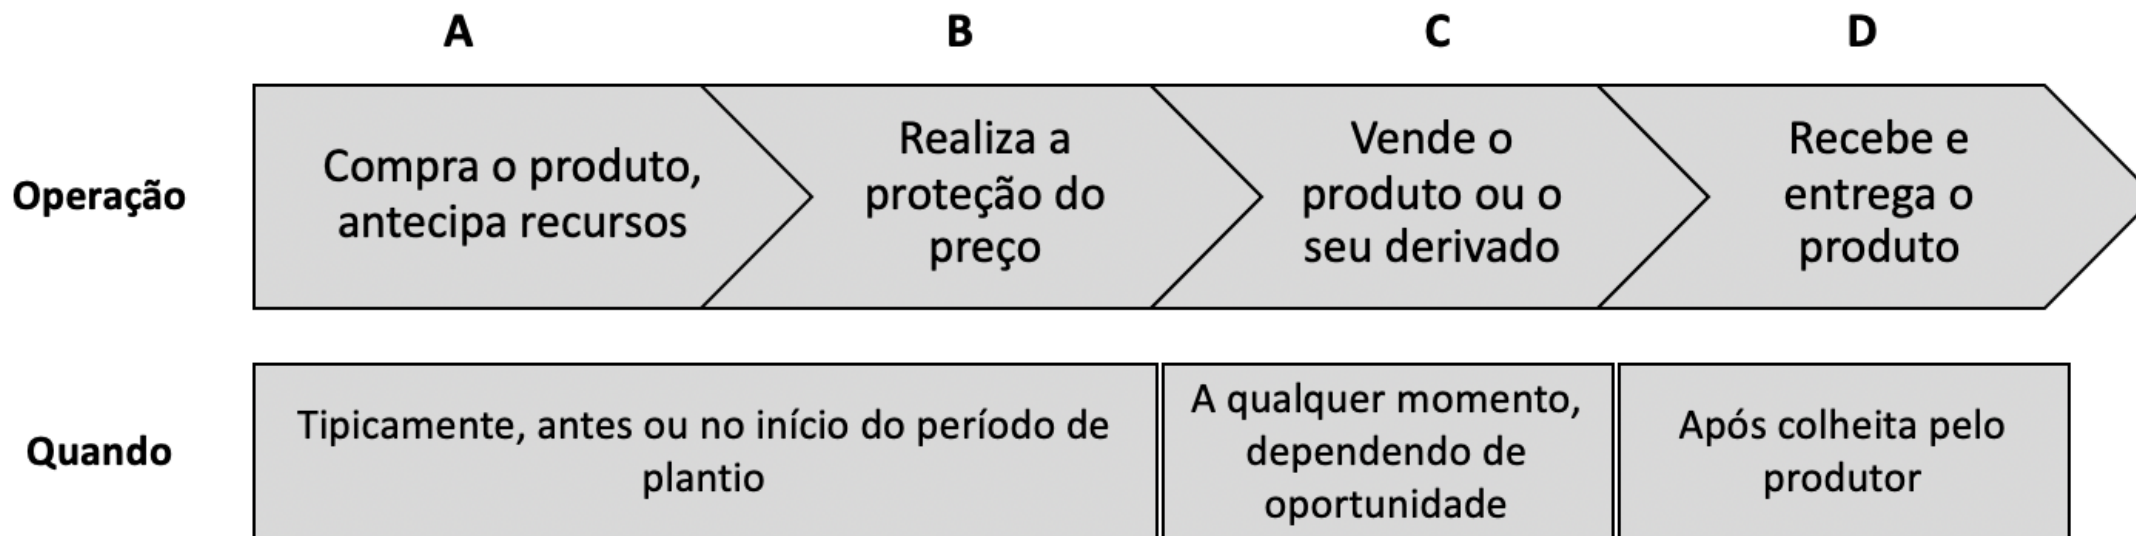 A
B
C
D
Operação
Compra o produto,
antecipa recursos
Realiza a
proteção do
preço
Vende o
produto ou o
seu derivado
Recebe e
entrega o
produto
Quando
Tipicamente, antes ou no início do período de
plantio
A qualquer momento,
dependendo de
oportunidade
Após colheita pelo
produtor